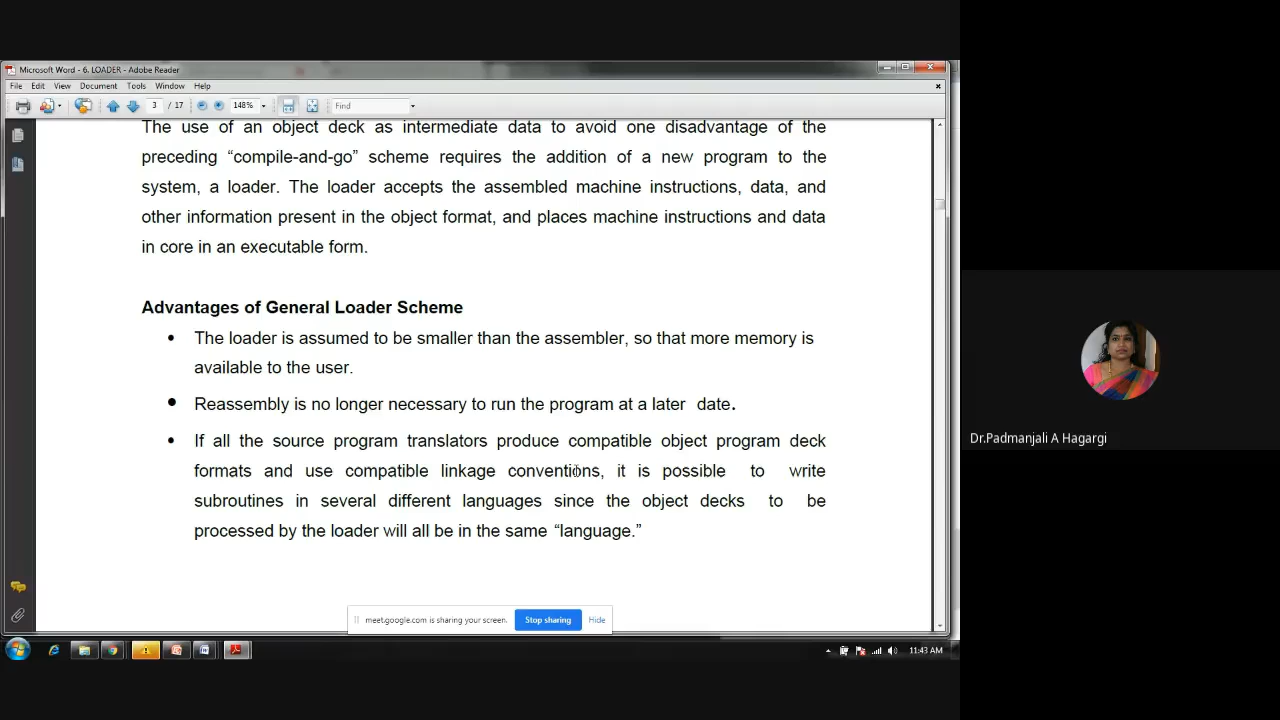 Microsoft Word - 6. LOADER - Adobe Reader
File Edit View Document Tools Window Help
3 / 17 148% Find
The use of an object deck as intermediate data to avoid one disadvantage of the
preceding “compile-and-go” scheme requires the addition of a new program to the
system, a loader. The loader accepts the assembled machine instructions, data, and
other information present in the object format, and places machine instructions and data
in core in an executable form.
Advantages of General Loader Scheme
• The loader is assumed to be smaller than the assembler, so that more memory is
available to the user.
• Reassembly is no longer necessary to run the program at a later date.
• If all the source program translators produce compatible object program deck
formats and use compatible linkage conventions, it is possible to write
subroutines in several different languages since the object decks to be
processed by the loader will all be in the same “language.”
meet.google.com is sharing your screen. Stop sharing Hide
11:43 AM
Dr.Padmanjali A Hagargi